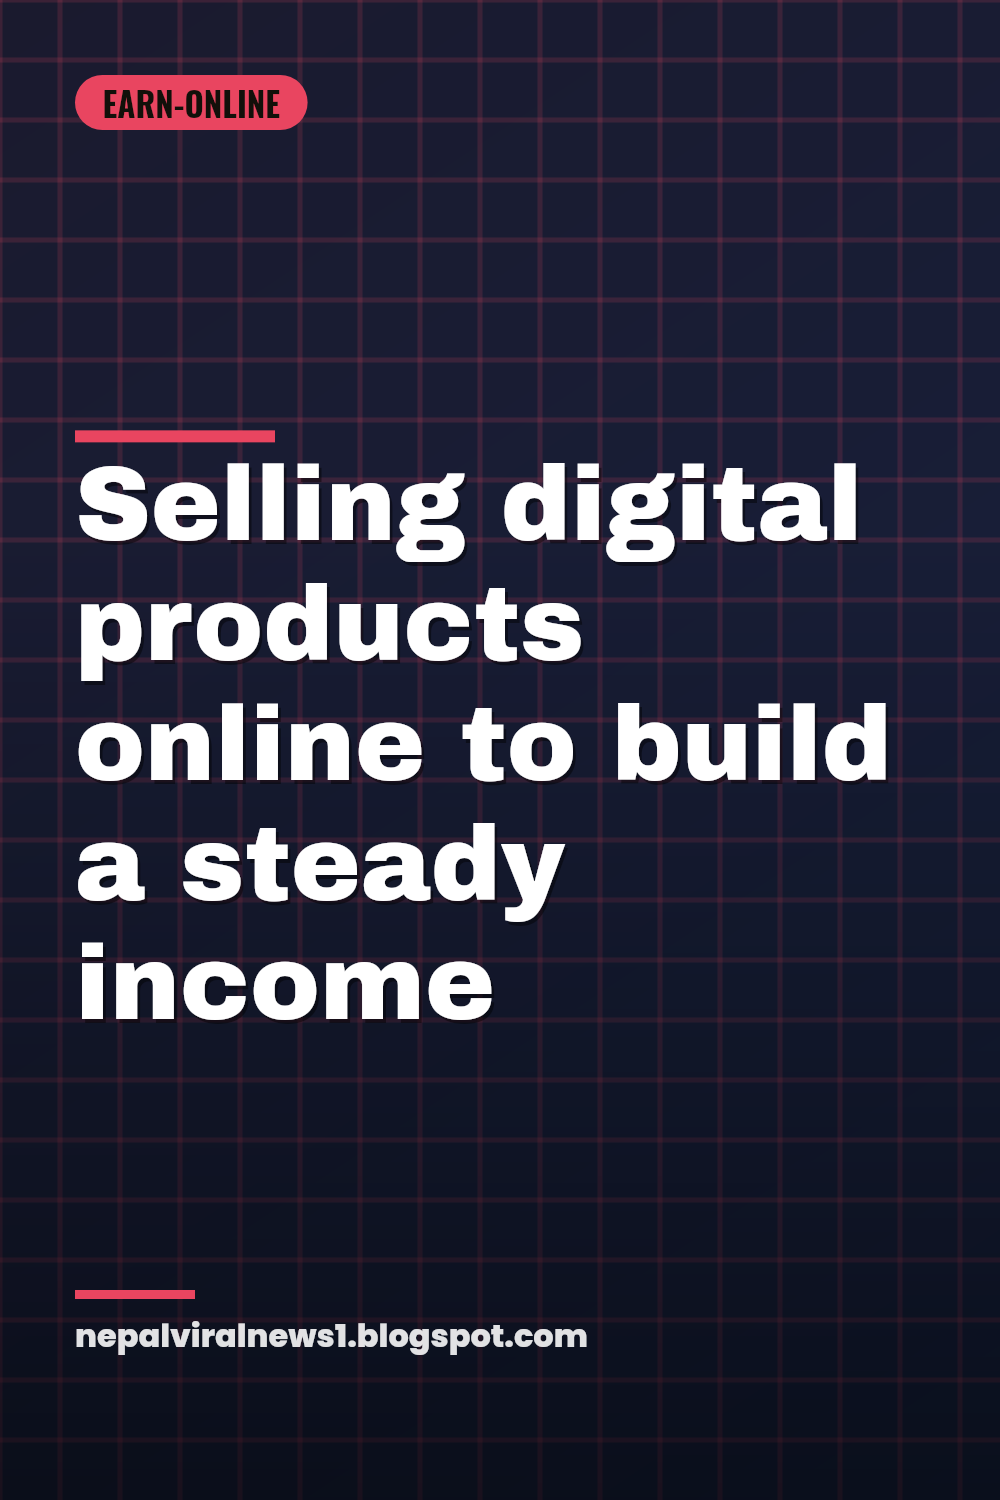 EARN-ONLINE
Selling digital
products
online to build
a steady
income
nepalviralnews1.blogspot.com